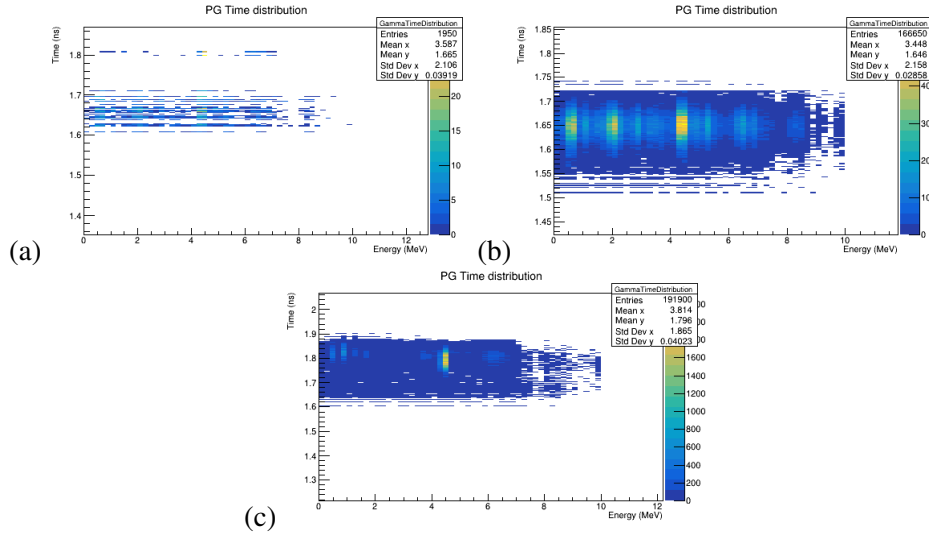 PG Time distribution
GammaTimeDistribution
Entries 1950
Mean x 3.587
Mean y 1.665
Std Dev x 2.106
Std Dev y 0.03919
Time (ns)
1.8
1.7
1.6
1.5
1.4
0 2 4 6 8 10 12
Energy (MeV)
20
15
10
5
0
(a)
PG Time distribution
GammaTimeDistribution
Entries 166650
Mean x 3.448
Mean y 1.646
Std Dev x 2.158
Std Dev y 0.02858
Time (ns)
1.85
1.8
1.75
1.7
1.65
1.6
1.55
1.5
1.45
0 2 4 6 8 10
Energy (MeV)
(b)
PG Time distribution
GammaTimeDistribution
Entries 191900
Mean x 3.814
Mean y 1.796
Std Dev x 1.865
Std Dev y 0.04023
Time (ns)
2
1.9
1.8
1.7
1.6
1.5
1.4
1.3
0 2 4 6 8 10 12
Energy (MeV)
1600
1400
1200
1000
800
600
400
200
0
(c)